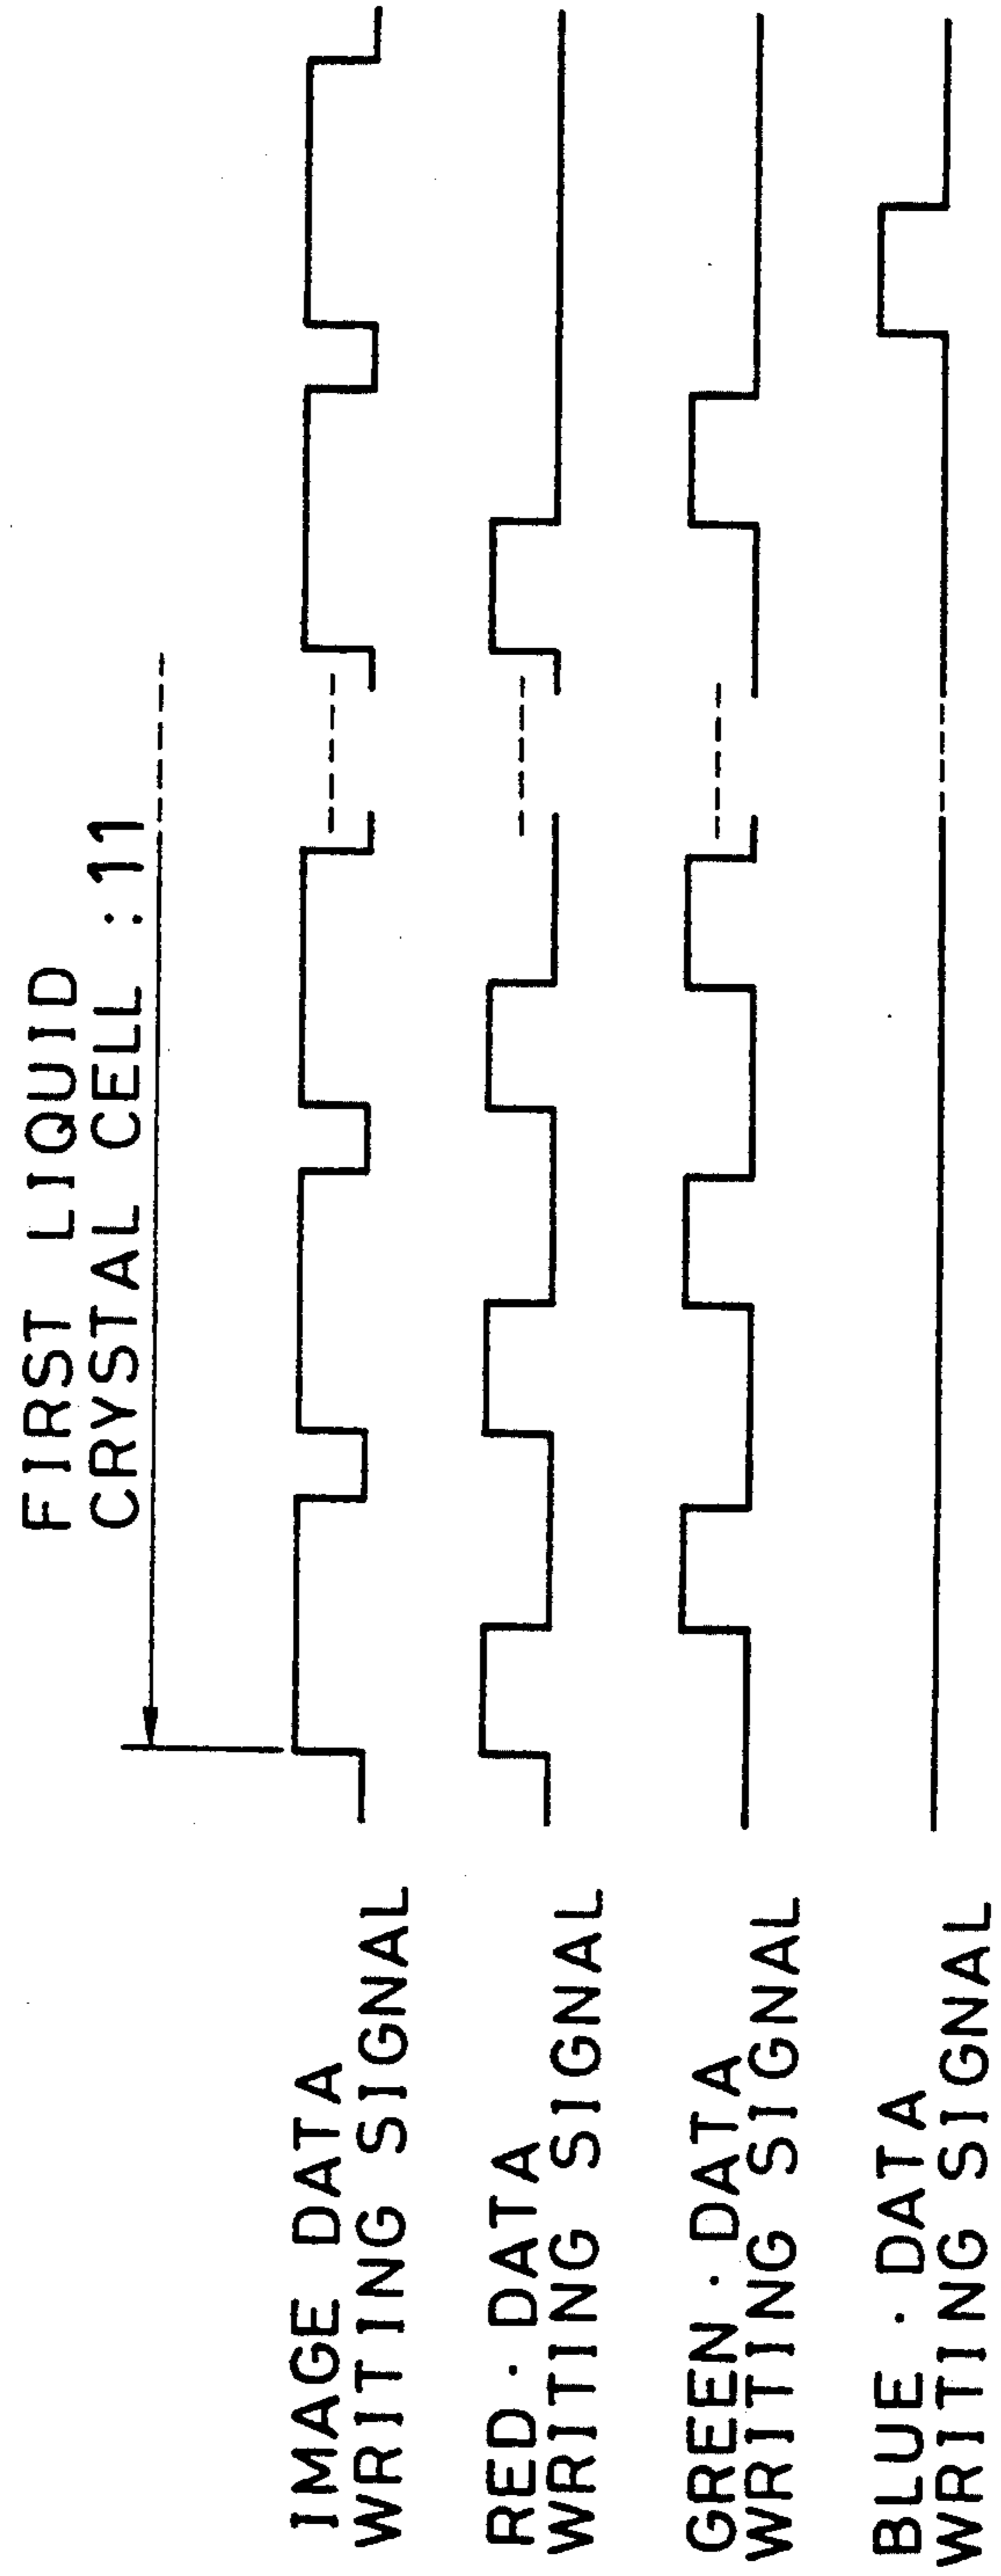 FIRST LIQUID
CRYSTAL CELL : 11
IMAGE DATA
WRITING SIGNAL
RED · DATA
WRITING SIGNAL
GREEN · DATA
WRITING SIGNAL
BLUE · DATA
WRITING SIGNAL